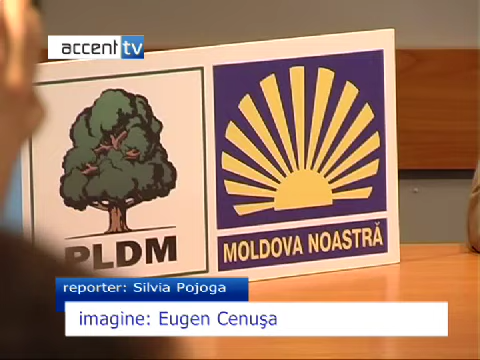 accent tv
PLDM
MOLDOVA NOASTRĂ
reporter: Silvia Pojoga
imagine: Eugen Cenuşa